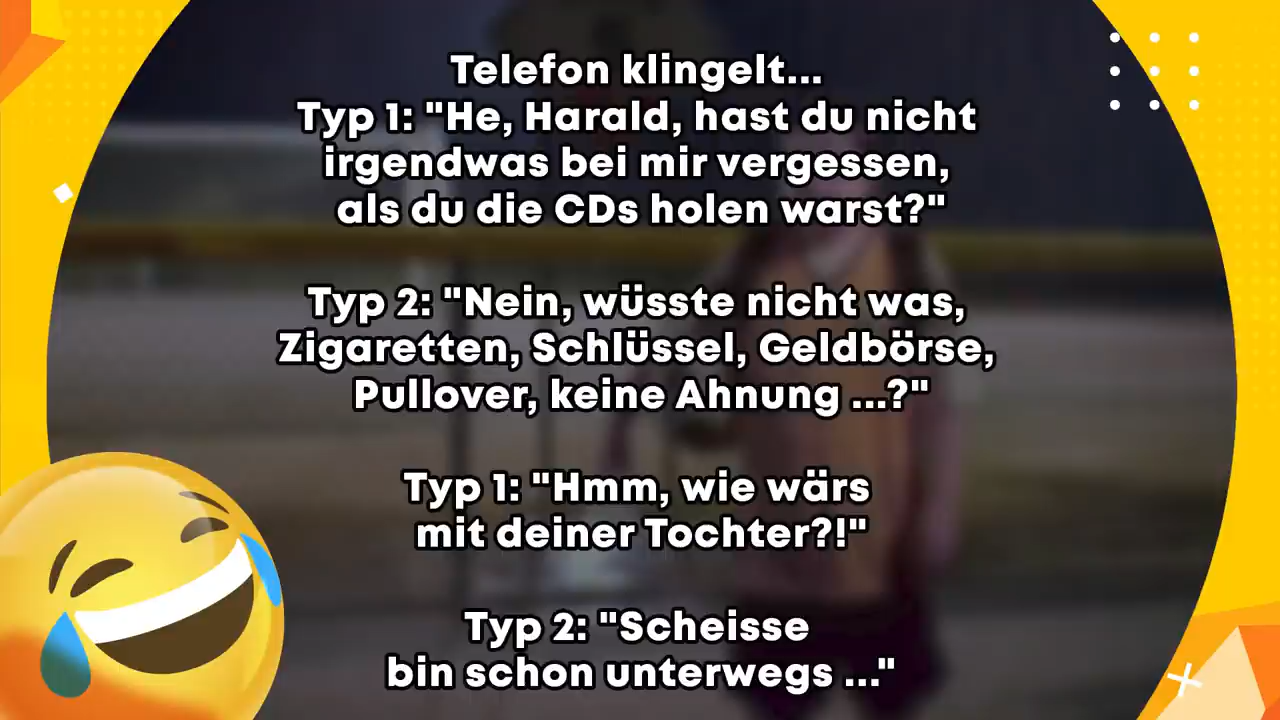 Telefon klingelt...
Typ 1: "He, Harald, hast du nicht
irgendwas bei mir vergessen,
als du die CDs holen warst?"
Typ 2: "Nein, wüsste nicht was,
Zigaretten, Schlüssel, Geldbörse,
Pullover, keine Ahnung ...?"
Typ 1: "Hmm, wie wärs
mit deiner Tochter?!"
Typ 2: "Scheisse
bin schon unterwegs ..."